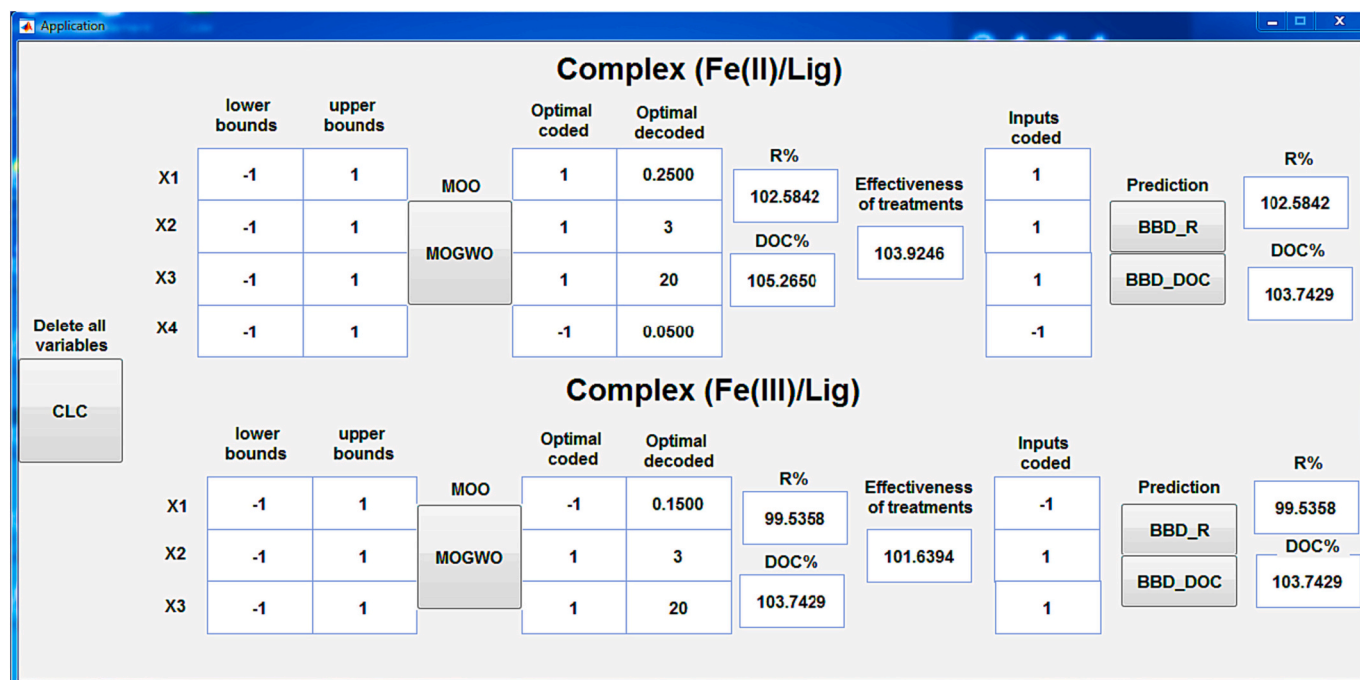 Application
Complex (Fe(II)/Lig)
lower bounds
upper bounds
Optimal coded
Optimal decoded
Inputs coded
X1 -1 1 1 0.2500 1
X2 -1 1 1 3 1
X3 -1 1 1 20 1
X4 -1 1 -1 0.0500 -1
MOO
MOGWO
R%
102.5842
DOC%
105.2650
Effectiveness of treatments
103.9246
Prediction
BBD_R
BBD_DOC
R%
102.5842
DOC%
103.7429
Delete all variables
CLC
Complex (Fe(III)/Lig)
lower bounds
upper bounds
Optimal coded
Optimal decoded
Inputs coded
X1 -1 1 -1 0.1500 -1
X2 -1 1 1 3 1
X3 -1 1 1 20 1
MOO
MOGWO
R%
99.5358
DOC%
103.7429
Effectiveness of treatments
101.6394
Prediction
BBD_R
BBD_DOC
R%
99.5358
DOC%
103.7429